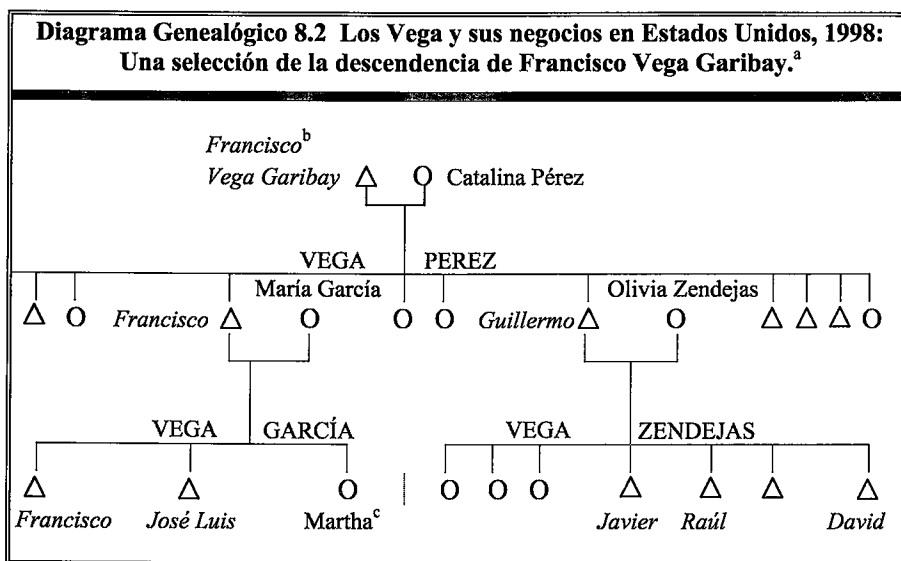 Diagrama Genealógico 8.2 Los Vega y sus negocios en Estados Unidos, 1998:
Una selección de la descendencia de Francisco Vega Garibay.ª
Francisco^b
Vega Garibay Δ O Catalina Pérez
VEGA PEREZ
María García Olivia Zendejas
Δ O Francisco Δ O O O Guillermo Δ O Δ Δ Δ O
VEGA GARCÍA VEGA ZENDEJAS
Δ Δ O O O O Δ Δ Δ Δ
Francisco José Luis Martha^c Javier Raúl David